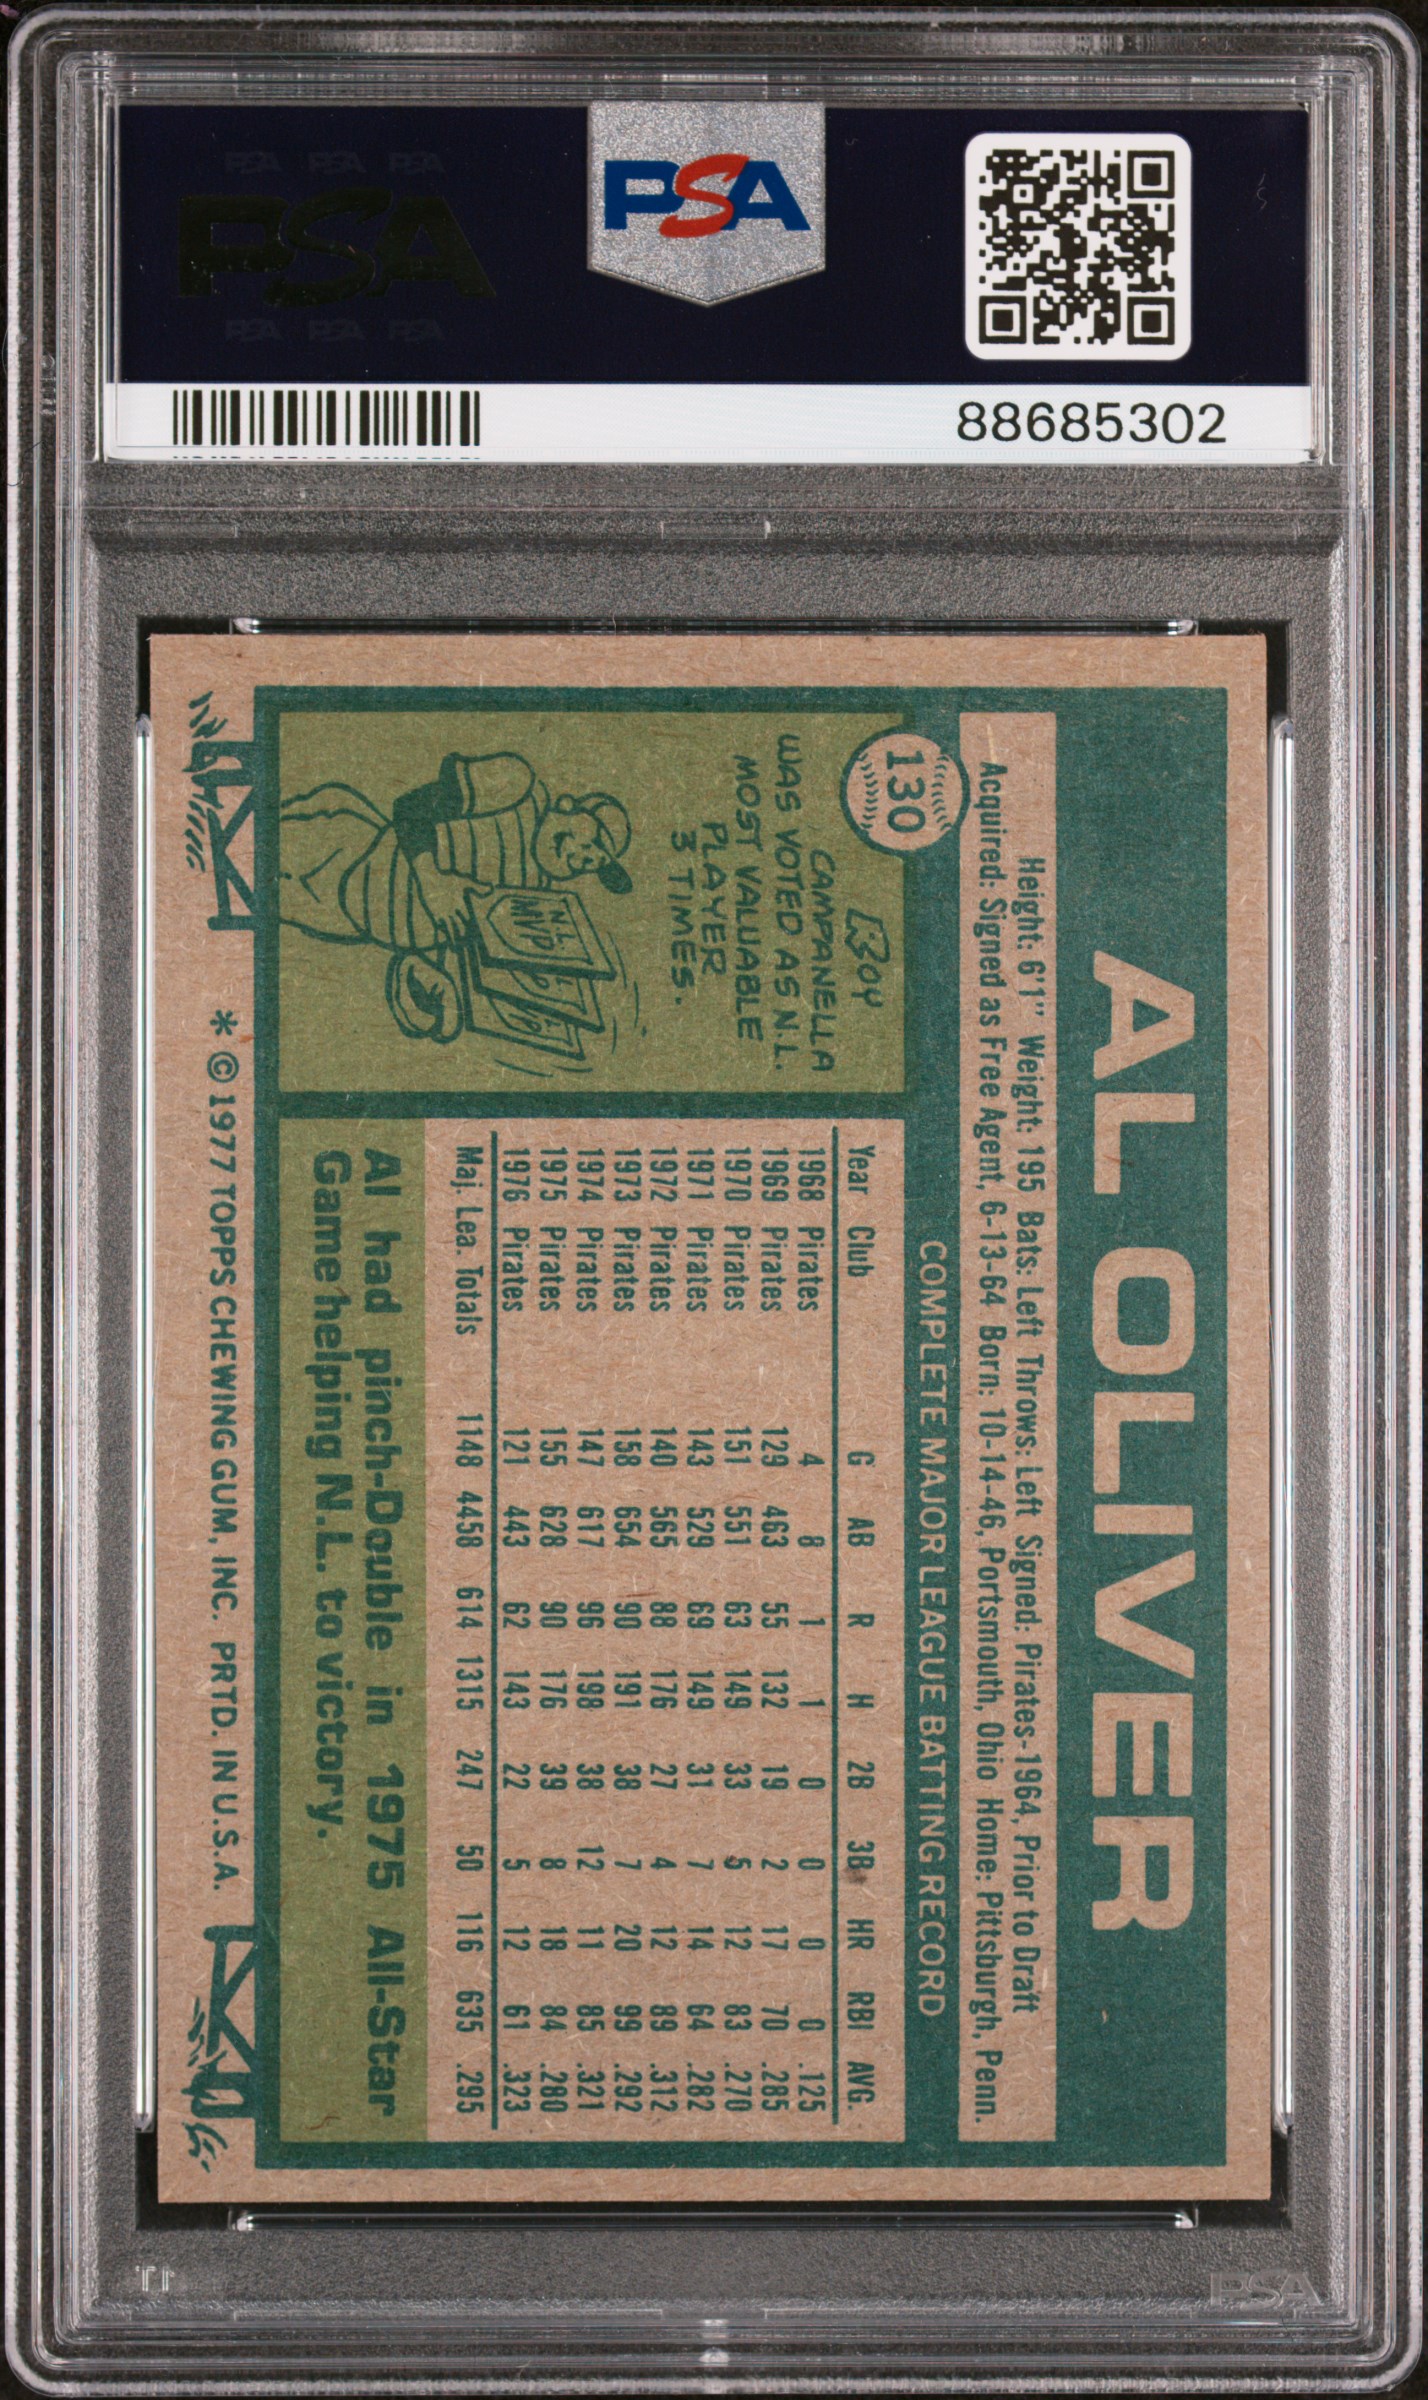 PSA PSA PSA
PSA
PSA PSA PSA
PSA
88685302
AL OLIVER
Height: 6'1" Weight: 195 Bats: Left Throws: Left Signed: Pirates-1964, Prior to Draft
Acquired: Signed as Free Agent, 6-13-64 Born: 10-14-46, Portsmouth, Ohio Home: Pittsburgh, Penn.
130
COMPLETE MAJOR LEAGUE BATTING RECORD
ROY
CAMPANELLA
WAS VOTED AS N.L.
MOST VALUABLE
PLAYER
3 TIMES.
N.L.
MVP
Year Club G AB R H 2B 3B HR RBI AVG.
1968 Pirates 4 8 1 1 0 0 0 0 .125
1969 Pirates 129 463 55 132 19 2 17 70 .285
1970 Pirates 151 551 63 149 33 5 12 83 .270
1971 Pirates 143 529 69 149 31 7 14 64 .282
1972 Pirates 140 565 88 176 27 4 12 89 .312
1973 Pirates 158 654 90 191 38 7 20 99 .292
1974 Pirates 147 617 96 198 38 12 11 85 .321
1975 Pirates 155 628 90 176 39 8 18 84 .280
1976 Pirates 121 443 62 143 22 5 12 61 .323
Maj. Lea. Totals 1148 4458 614 1315 247 50 116 635 .295
Al had pinch-Double in 1975 All-Star
Game helping N.L. to victory.
* © 1977 TOPPS CHEWING GUM, INC. PRTD. IN U.S.A.
PSA